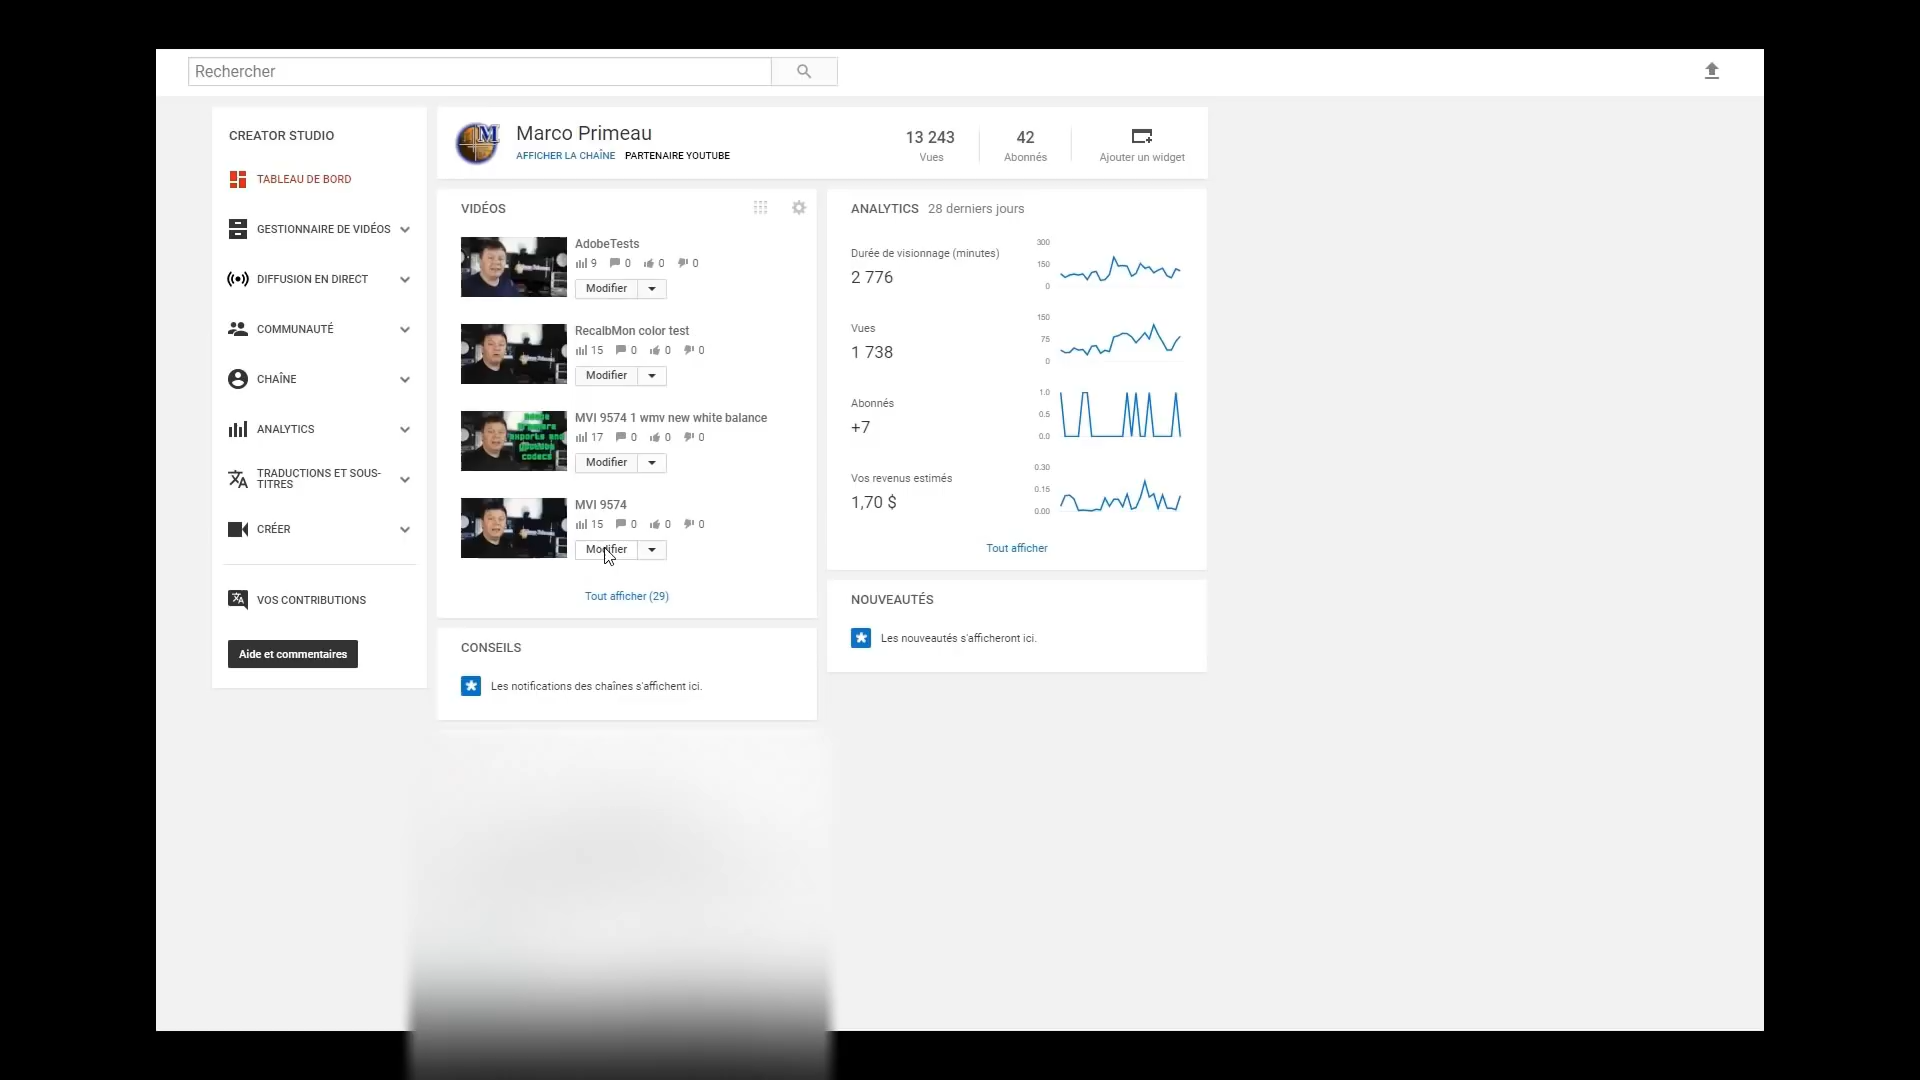 Rechercher
CREATOR STUDIO
TABLEAU DE BORD
GESTIONNAIRE DE VIDÉOS
DIFFUSION EN DIRECT
COMMUNAUTÉ
CHAÎNE
ANALYTICS
TRADUCTIONS ET SOUS-
TITRES
CRÉER
VOS CONTRIBUTIONS
Aide et commentaires
M
Marco Primeau
AFFICHER LA CHAÎNE PARTENAIRE YOUTUBE
13 243
Vues
42
Abonnés
Ajouter un widget
VIDÉOS
AdobeTests
9 0 0 0
Modifier
RecalbMon color test
15 0 0 0
Modifier
MVI 9574 1 wmv new white balance
17 0 0 0
Modifier
MVI 9574
15 0 0 0
Modifier
Tout afficher (29)
CONSEILS
Les notifications des chaînes s'affichent ici.
ANALYTICS 28 derniers jours
Durée de visionnage (minutes)
2 776
300
150
0
Vues
1 738
150
75
0
Abonnés
+7
1.0
0.5
0.0
Vos revenus estimés
1,70 $
0.30
0.15
0.00
Tout afficher
NOUVEAUTÉS
Les nouveautés s'afficheront ici.